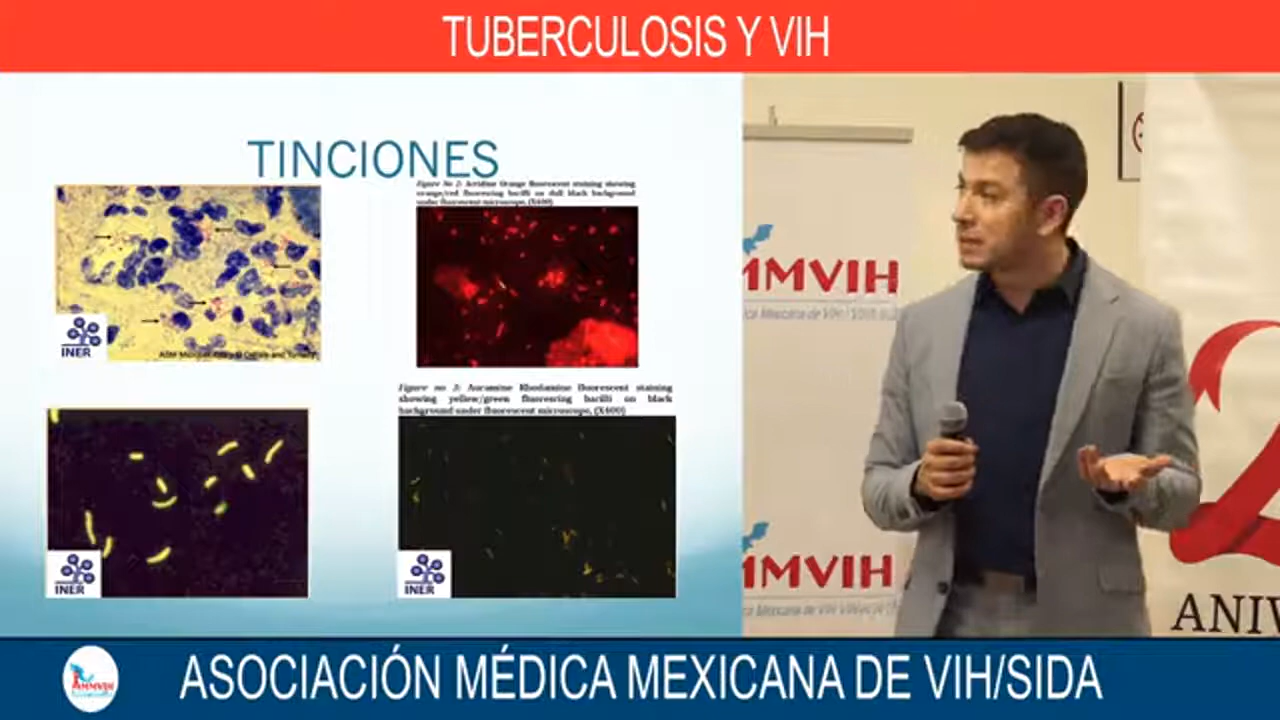 TUBERCULOSIS Y VIH
TINCIONES
Figure No 2: Acridine Orange fluorescent staining showing
orange/red fluorescing bacilli on dull black background
under fluorescent microscope, (X400)
INER
Figure no 3: Auramine Rhodamine fluorescent staining
showing yellow/green fluorescing bacilli on black
background under fluorescent microscope, (X400)
INER
INER
MMVIH
MMVIH
ANIV
AMMVIH
ASOCIACIÓN MÉDICA MEXICANA DE VIH/SIDA